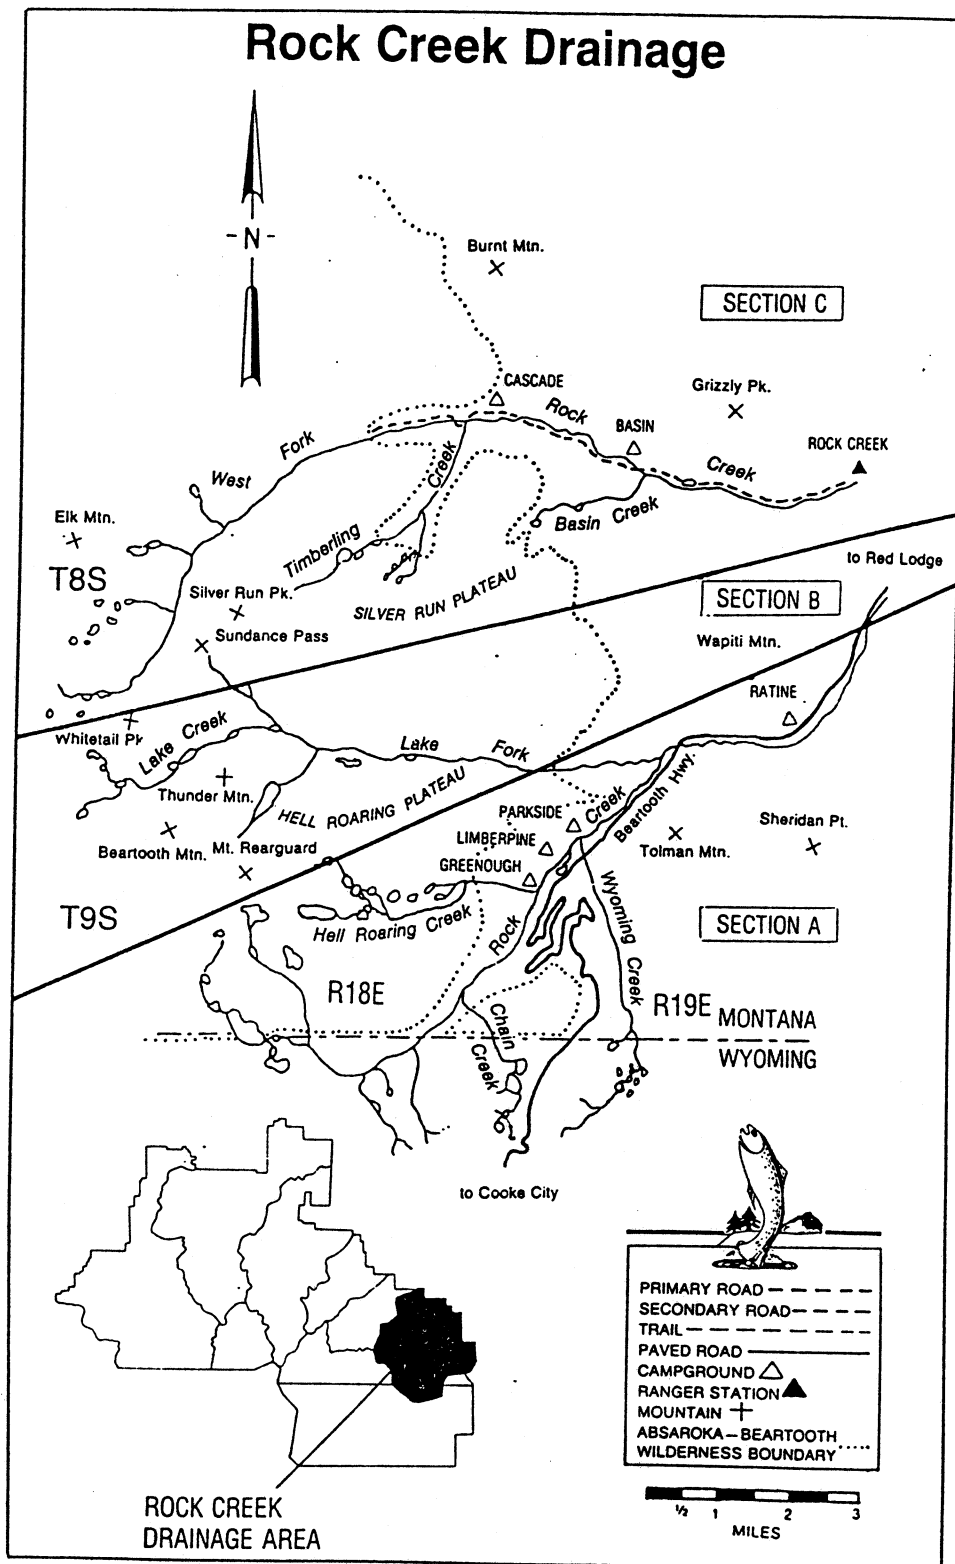 Rock Creek Drainage
- N -
Burnt Mtn.
SECTION C
CASCADE
Grizzly Pk.
Rock
BASIN
ROCK CREEK
Fork
Creek
Creek
West
Elk Mtn.
Basin Creek
Timberling
to Red Lodge
T8S
SILVER RUN PLATEAU
Silver Run Pk.
SECTION B
Sundance Pass
Wapiti Mtn.
RATINE
Whitetail Pk
Lake Creek
Lake
Fork
Thunder Mtn.
HELL ROARING PLATEAU
Beartooth Hwy.
Creek
PARKSIDE
Sheridan Pt.
LIMBERPINE
Beartooth Mtn.
Mt. Rearguard
Tolman Mtn.
GREENOUGH
Wyoming Creek
T9S
Hell Roaring Creek
Rock
SECTION A
R18E
R19E
MONTANA
Chain Creek
WYOMING
to Cooke City
PRIMARY ROAD
SECONDARY ROAD
TRAIL
PAVED ROAD
CAMPGROUND
RANGER STATION
MOUNTAIN
ABSAROKA-BEARTOOTH
WILDERNESS BOUNDARY
½ 1 2 3
MILES
ROCK CREEK
DRAINAGE AREA